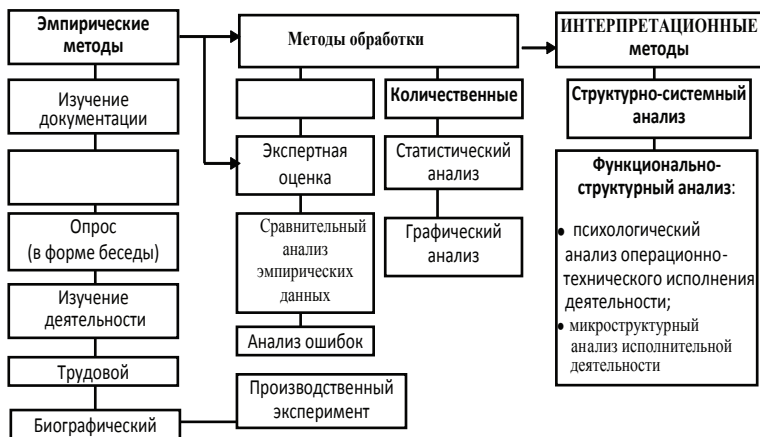 Эмпирические
методы
Методы обработки
ИНТЕРПРЕТАЦИОННЫЕ
методы
Изучение
документации
Опрос
(в форме беседы)
Изучение
деятельности
Трудовой
Биографический
Экспертная
оценка
Сравнительный
анализ
эмпирических
данных
Анализ ошибок
Производственный
эксперимент
Количественные
Статистический
анализ
Графический
анализ
Структурно-системный
анализ
Функционально-
структурный анализ:
• психологический
анализ операционно-
технического исполнения
деятельности;
• микроструктурный
анализ исполнительной
деятельности